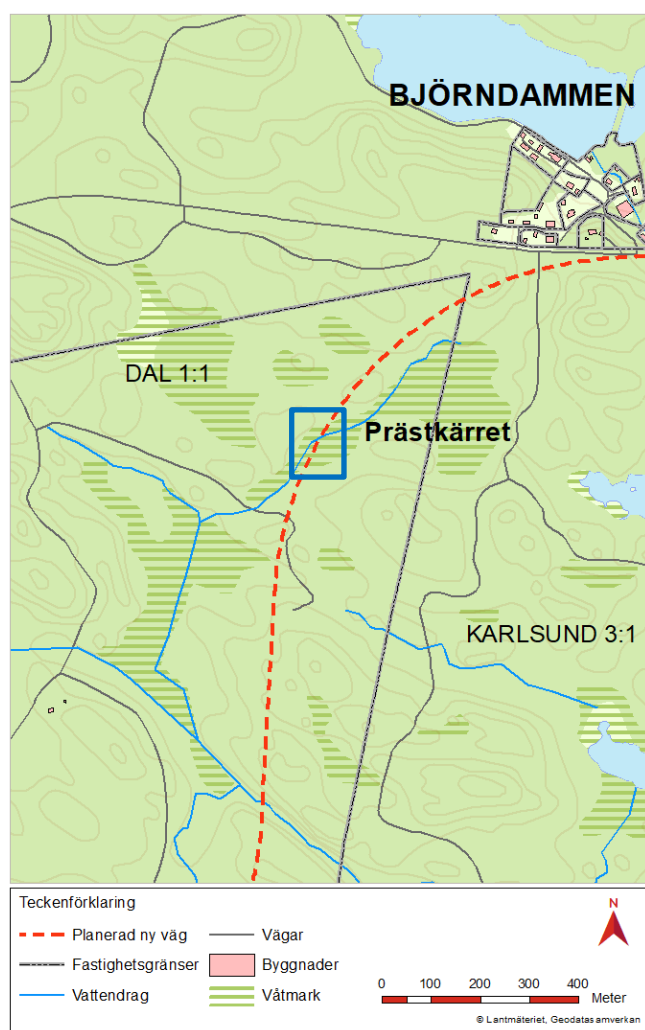 BJÖRNDAMMEN
DAL 1:1
Prästkärret
KARLSUND 3:1
Teckenförklaring
Planerad ny väg
Vägar
Fastighetsgränser
Byggnader
Vattendrag
Våtmark
N
0 100 200 300 400
Meter
© Lantmäteriet, Geodatasamverkan